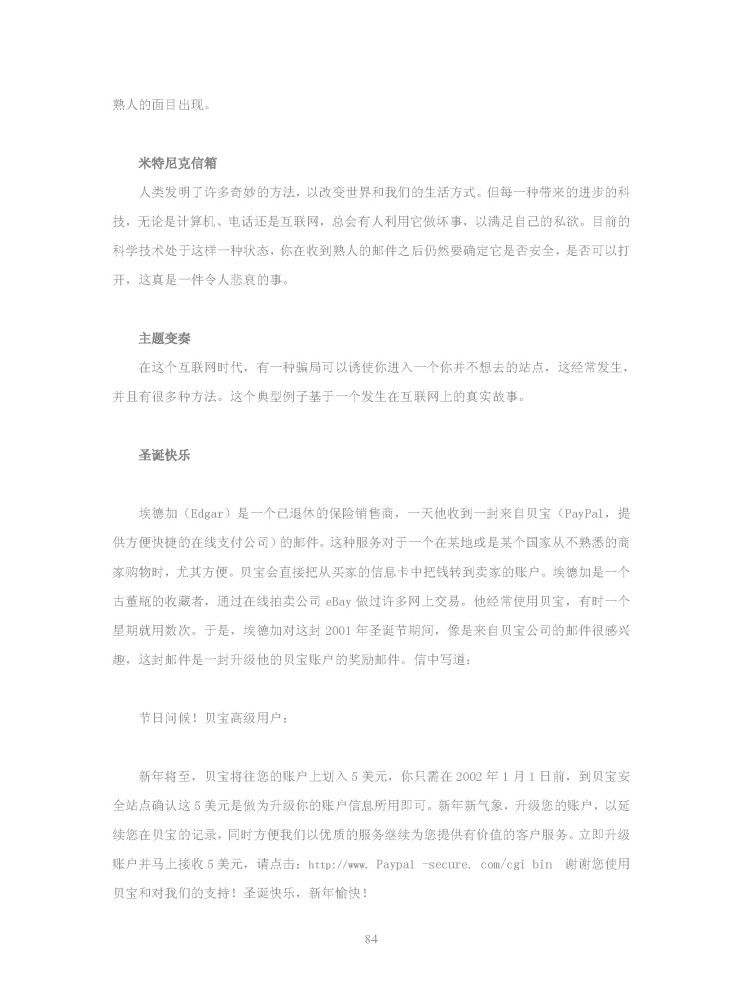 熟人的面目出现。
米特尼克信箱
人类发明了许多奇妙的方法，以改变世界和我们的生活方式。但每一种带来的进步的科
技，无论是计算机、电话还是互联网，总会有人利用它做坏事，以满足自己的私欲。目前的
科学技术处于这样一种状态，你在收到熟人的邮件之后仍然要确定它是否安全，是否可以打
开，这真是一件令人悲哀的事。
主题变奏
在这个互联网时代，有一种骗局可以诱使你进入一个你并不想去的站点，这经常发生，
并且有很多种方法。这个典型例子基于一个发生在互联网上的真实故事。
圣诞快乐
埃德加（Edgar）是一个已退休的保险销售商，一天他收到一封来自贝宝（PayPal，提
供方便快捷的在线支付公司）的邮件。这种服务对于一个在某地或是某个国家从不熟悉的商
家购物时，尤其方便。贝宝会直接把从买家的信息卡中把钱转到卖家的账户。埃德加是一个
古董瓶的收藏者，通过在线拍卖公司 eBay 做过许多网上交易。他经常使用贝宝，有时一个
星期就用数次。于是，埃德加对这封 2001 年圣诞节期间，像是来自贝宝公司的邮件很感兴
趣，这封邮件是一封升级他的贝宝账户的奖励邮件。信中写道：
节日问候！贝宝高级用户：
新年将至，贝宝将往您的账户上划入 5 美元，你只需在 2002 年 1 月 1 日前，到贝宝安
全站点确认这 5 美元是做为升级你的账户信息所用即可。新年新气象，升级您的账户，以延
续您在贝宝的记录，同时方便我们以优质的服务继续为您提供有价值的客户服务。立即升级
账户并马上接收 5 美元，请点击：http://www. Paypal -secure. com/cgi bin 谢谢您使用
贝宝和对我们的支持！圣诞快乐，新年愉快！
84